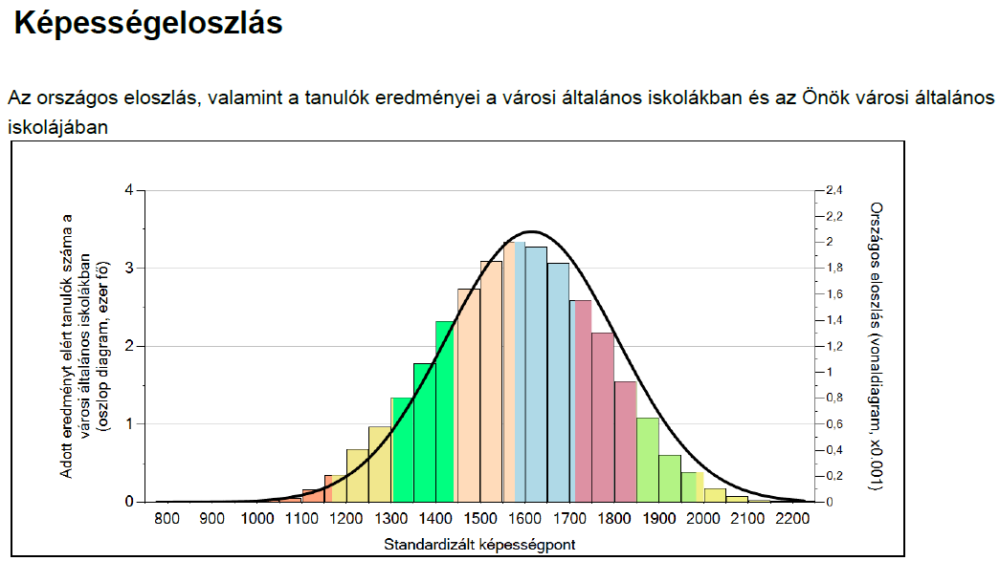 Képességeloszlás
Az országos eloszlás, valamint a tanulók eredményei a városi általános iskolákban és az Önök városi általános
iskolájában
Adott eredményt elért tanulók száma a
városi általános iskolákban
(oszlop diagram, ezer fő)
4
3
2
1
0
2,4
2,2
2
1,8
1,6
1,4
1,2
1
0,8
0,6
0,4
0,2
0
Országos eloszlás (vonaldiagram, x0.001)
800 900 1000 1100 1200 1300 1400 1500 1600 1700 1800 1900 2000 2100 2200
Standardizált képességpont